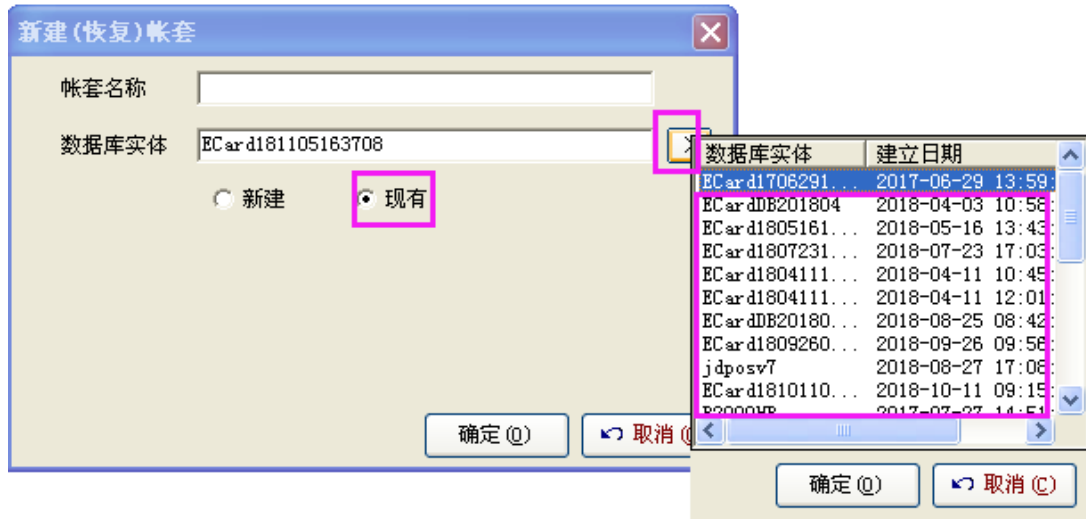 新建(恢复)帐套
帐套名称
数据库实体 ECard181105163708
新建 现有
确定(O) 取消
数据库实体 建立日期
ECard1706291... 2017-06-29 13:59:
ECardDB201804 2018-04-03 10:58:
ECard1805161... 2018-05-16 13:43:
ECard1807231... 2018-07-23 17:03:
ECard1804111... 2018-04-11 10:45:
ECard1804111... 2018-04-11 12:01:
ECardDB20180... 2018-08-25 08:42:
ECard1809260... 2018-09-26 09:56:
jdposv7 2018-08-27 17:08:
ECard1810110... 2018-10-11 09:15:
2017-07-27 14:51:
确定(O) 取消(C)